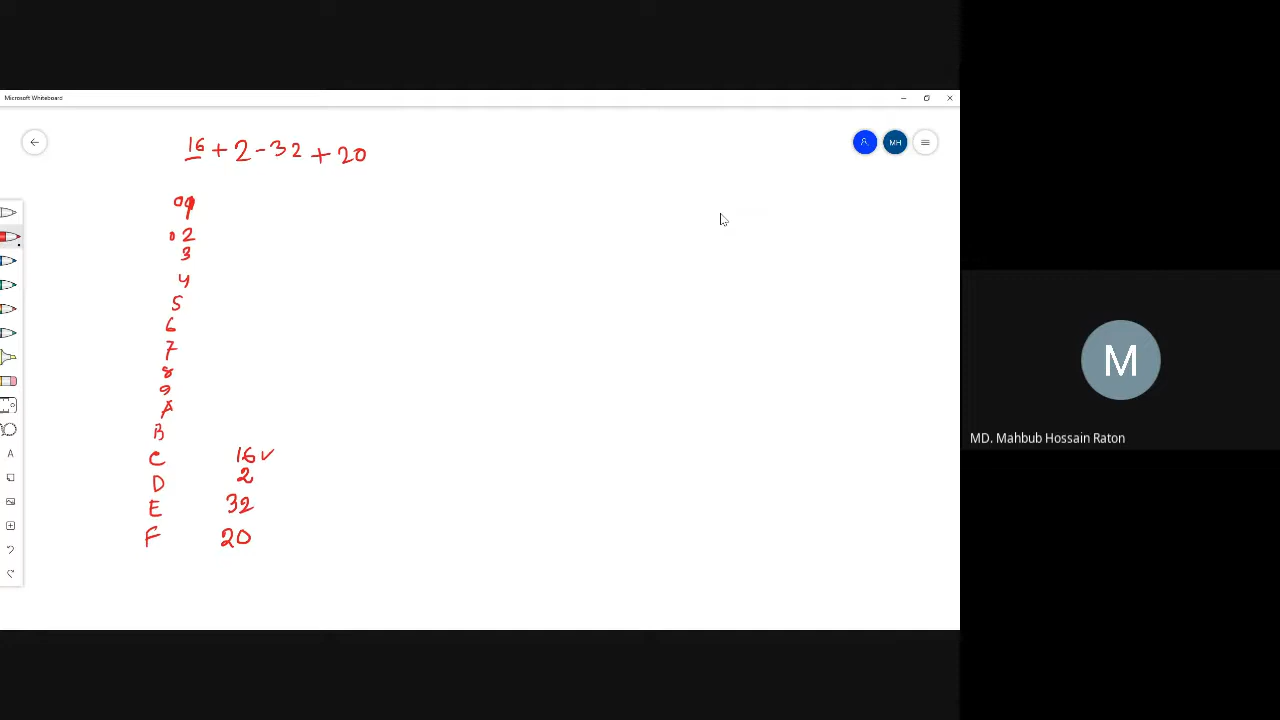 Microsoft Whiteboard
16 + 2 - 32 + 20
MH
02
3
4
5
6
7
8
9
A
B
C 16 ✓
D 2
E 32
F 20
A
M
MD. Mahbub Hossain Raton